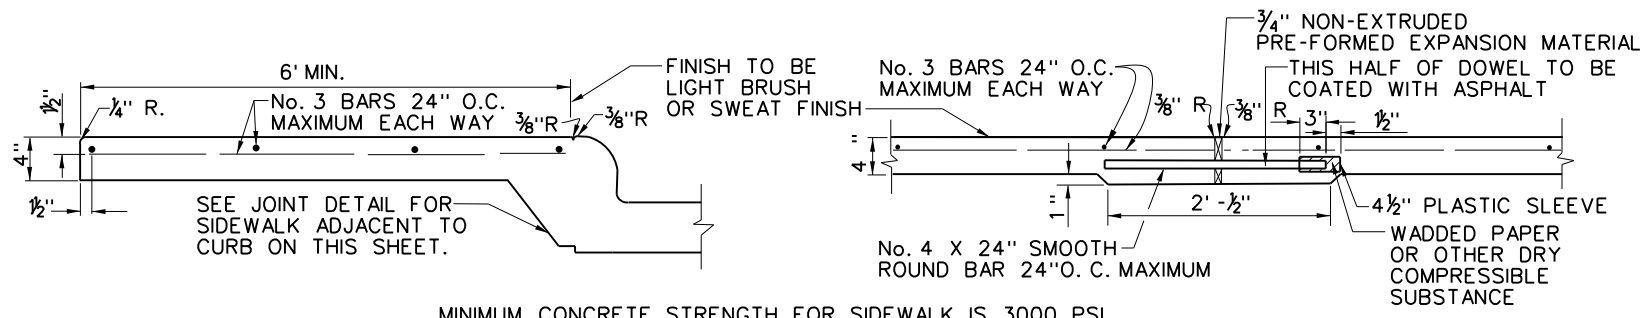 6' MIN.
1½"
¼" R.
No. 3 BARS 24" O.C.
MAXIMUM EACH WAY
⅜"R
⅜"R
4"
1½"
FINISH TO BE
LIGHT BRUSH
OR SWEAT FINISH
SEE JOINT DETAIL FOR
SIDEWALK ADJACENT TO
CURB ON THIS SHEET.
¾" NON-EXTRUDED
PRE-FORMED EXPANSION MATERIAL
No. 3 BARS 24" O.C.
MAXIMUM EACH WAY
THIS HALF OF DOWEL TO BE
COATED WITH ASPHALT
⅜" R
⅜"
R
3"
1½"
4 "
1"
2' -½"
4½" PLASTIC SLEEVE
No. 4 X 24" SMOOTH
ROUND BAR 24"O. C. MAXIMUM
WADDED PAPER
OR OTHER DRY
COMPRESSIBLE
SUBSTANCE
MINIMUM CONCRETE STRENGTH FOR SIDEWALK IS 3000 PSI